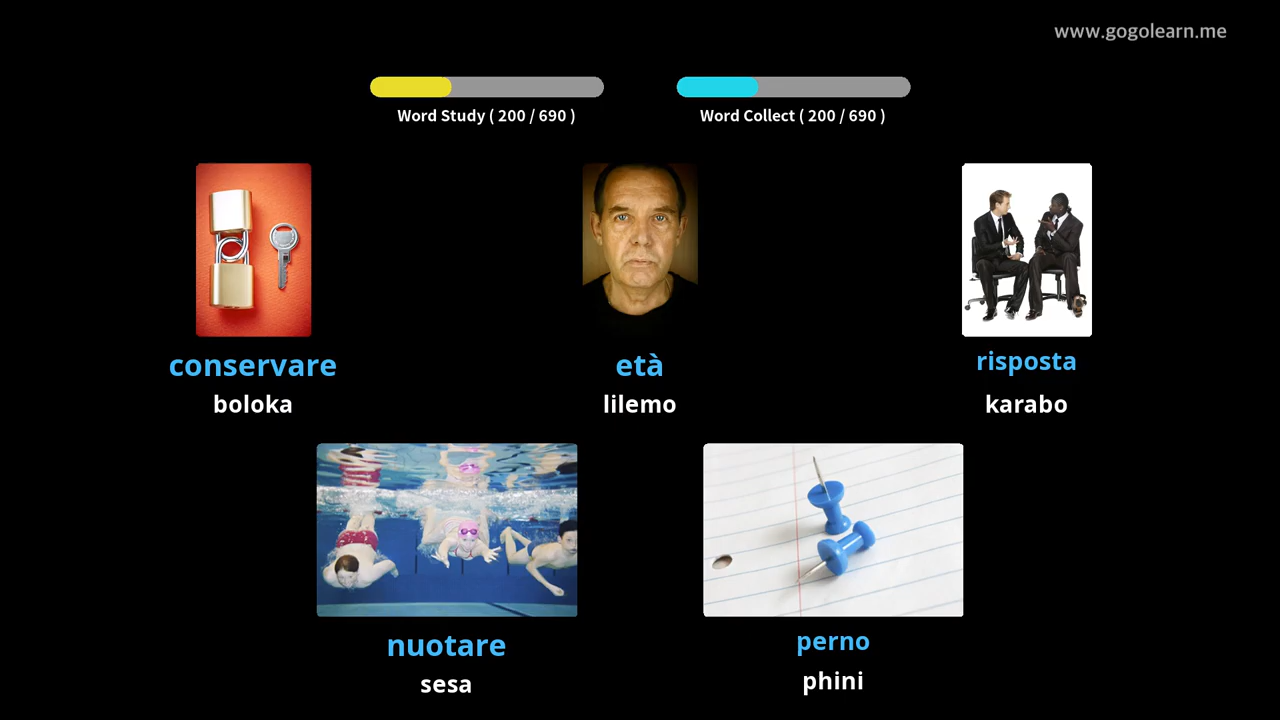 www.gogolearn.me
Word Study ( 200 / 690 )
Word Collect ( 200 / 690 )
conservare
boloka
età
lilemo
risposta
karabo
nuotare
sesa
perno
phini